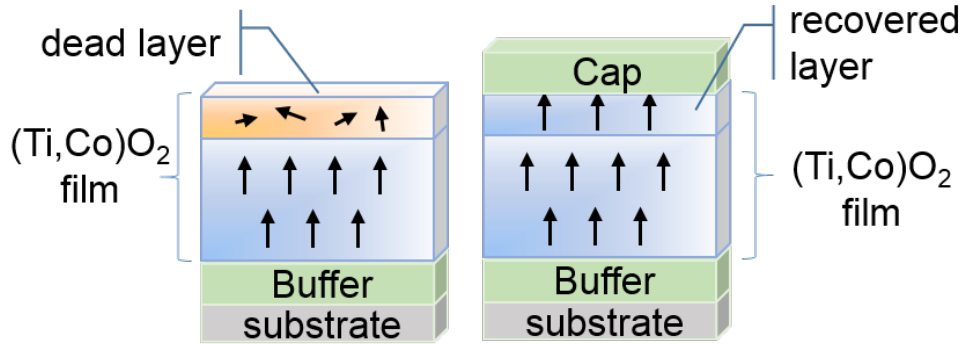 dead layer
(Ti,Co)O₂
film
Buffer
substrate
recovered
layer
Cap
(Ti,Co)O₂
film
Buffer
substrate